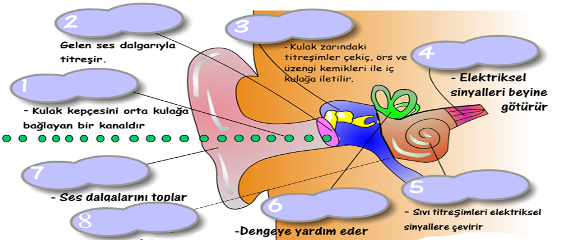 2
Gelen ses dalgarıyla
titreşir.
3
- Kulak zarındaki
titreşimler çekiç, örs ve
üzengi kemikleri ile iç
kulağa iletilir.
4
- Elektriksel
sinyalleri beyine
götürür
1
- Kulak kepçesini orta kulağa
bağlayan bir kanaldır
7
- Ses dalgalarını toplar
8
6
-Dengeye yardım eder
5
- Sıvı titreşimleri elektriksel
sinyallere çevirir